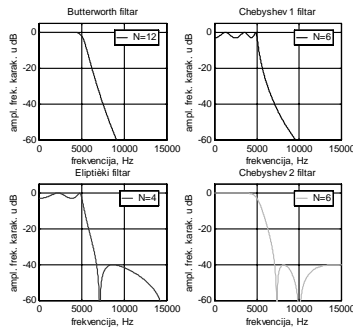 Butterworth filtar
ampl. frek. karak. u dB
0
-20
-40
-60
N=12
0 5000 10000 15000
frekvencija, Hz
Chebyshev 1 filtar
ampl. frek. karak. u dB
0
-20
-40
-60
N=6
0 5000 10000 15000
frekvencija, Hz
Eliptièki filtar
ampl. frek. karak. u dB
0
-20
-40
-60
N=4
0 5000 10000 15000
frekvencija, Hz
Chebyshev 2 filtar
ampl. frek. karak. u dB
0
-20
-40
-60
N=6
0 5000 10000 15000
frekvencija, Hz